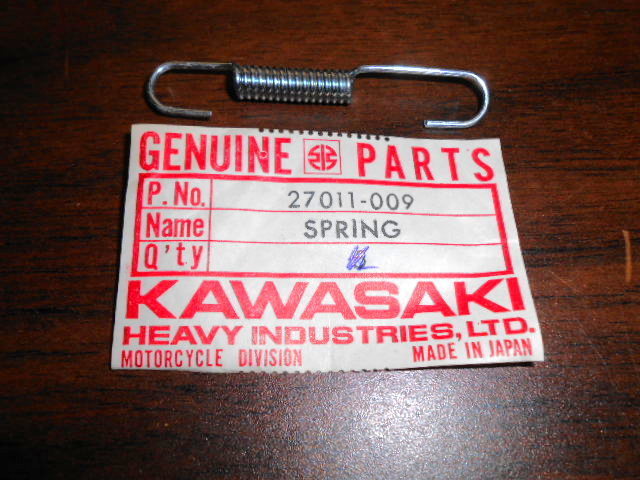 GENUINE PARTS
P. No. 27011-009
Name SPRING
Q'ty
KAWASAKI
HEAVY INDUSTRIES, LTD.
MOTORCYCLE DIVISION MADE IN JAPAN